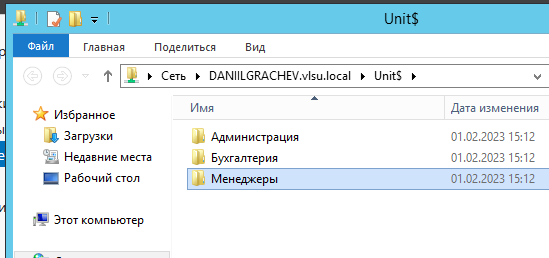 Unit$
Файл Главная Поделиться Вид
Сеть DANIILGRACHEV.vlsu.local Unit$
Имя Дата изменения
Избранное
Загрузки
Недавние места
Рабочий стол
Этот компьютер
Администрация 01.02.2023 15:12
Бухгалтерия 01.02.2023 15:12
Менеджеры 01.02.2023 15:12